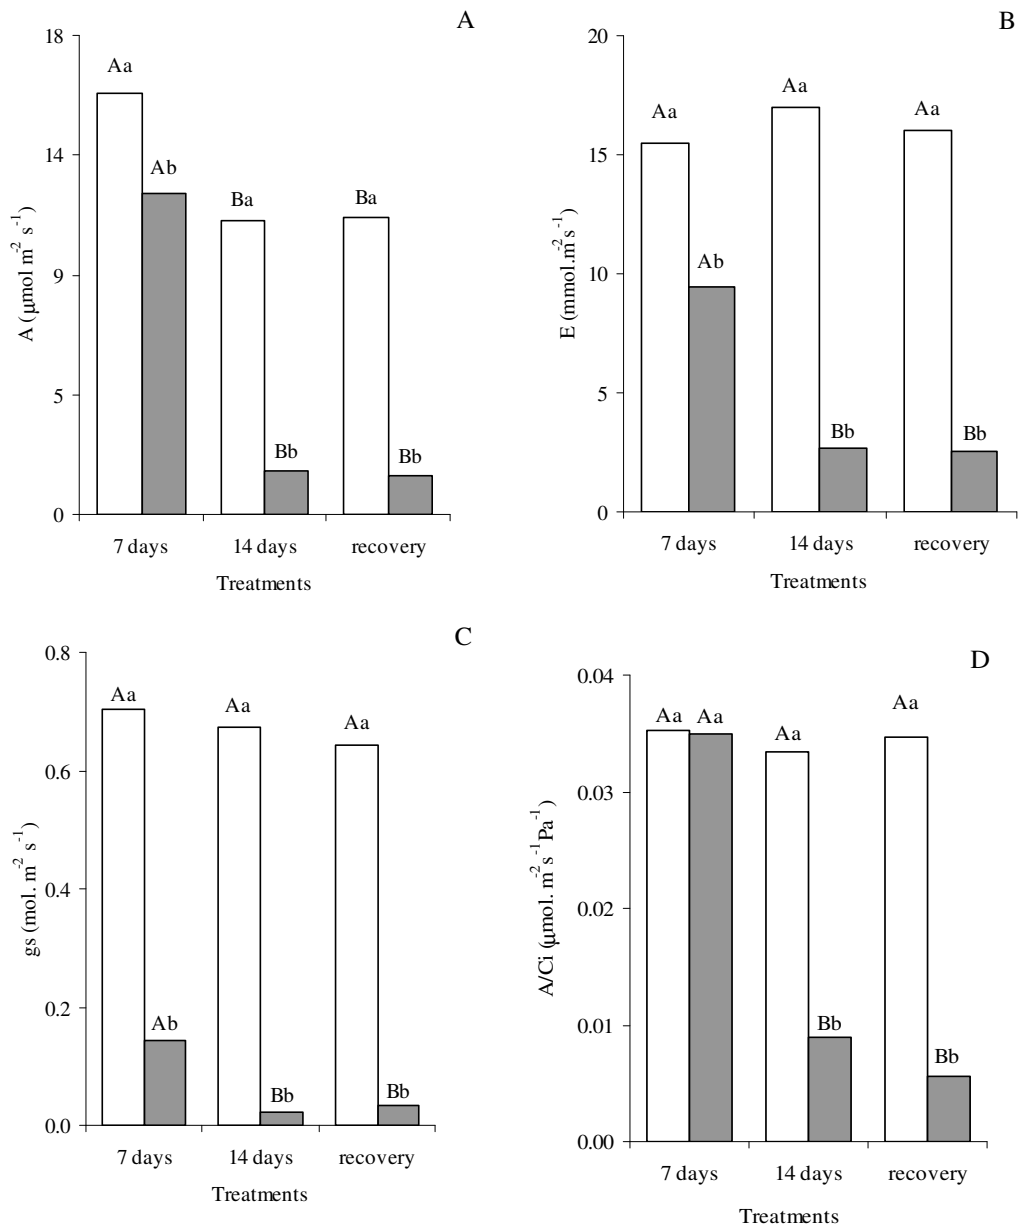 A
18
14
9
5
0
A (μmol m⁻² s⁻¹)
Aa
Ab
Ba
Bb
Ba
Bb
7 days 14 days recovery
Treatments
B
20
15
10
5
0
E (mmol.m⁻²s⁻¹)
Aa
Ab
Aa
Bb
Aa
Bb
7 days 14 days recovery
Treatments
C
0.8
0.6
0.4
0.2
0.0
gs (mol. m⁻² s⁻¹)
Aa
Ab
Aa
Bb
Aa
Bb
7 days 14 days recovery
Treatments
D
0.04
0.03
0.02
0.01
0.00
A/Ci (μmol. m⁻²s⁻¹Pa⁻¹)
Aa
Aa
Aa
Bb
Aa
Bb
7 days 14 days recovery
Treatments